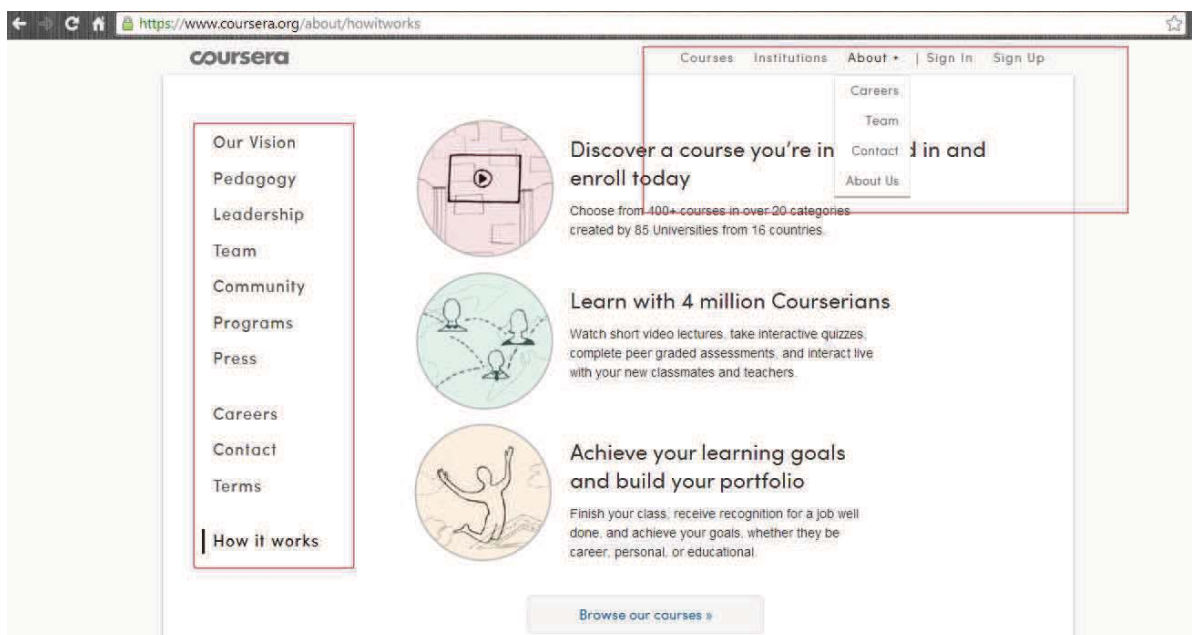 https://www.coursera.org/about/howitworks
coursera
Courses Institutions About | Sign In Sign Up
Careers
Team
Contact
About Us
Our Vision
Pedagogy
Leadership
Team
Community
Programs
Press
Careers
Contact
Terms
How it works
Discover a course you're in d in and
enroll today
Choose from 400+ courses in over 20 categories
created by 85 Universities from 16 countries.
Learn with 4 million Courserians
Watch short video lectures, take interactive quizzes,
complete peer graded assessments, and interact live
with your new classmates and teachers.
Achieve your learning goals
and build your portfolio
Finish your class, receive recognition for a job well
done, and achieve your goals, whether they be
career, personal, or educational.
Browse our courses »